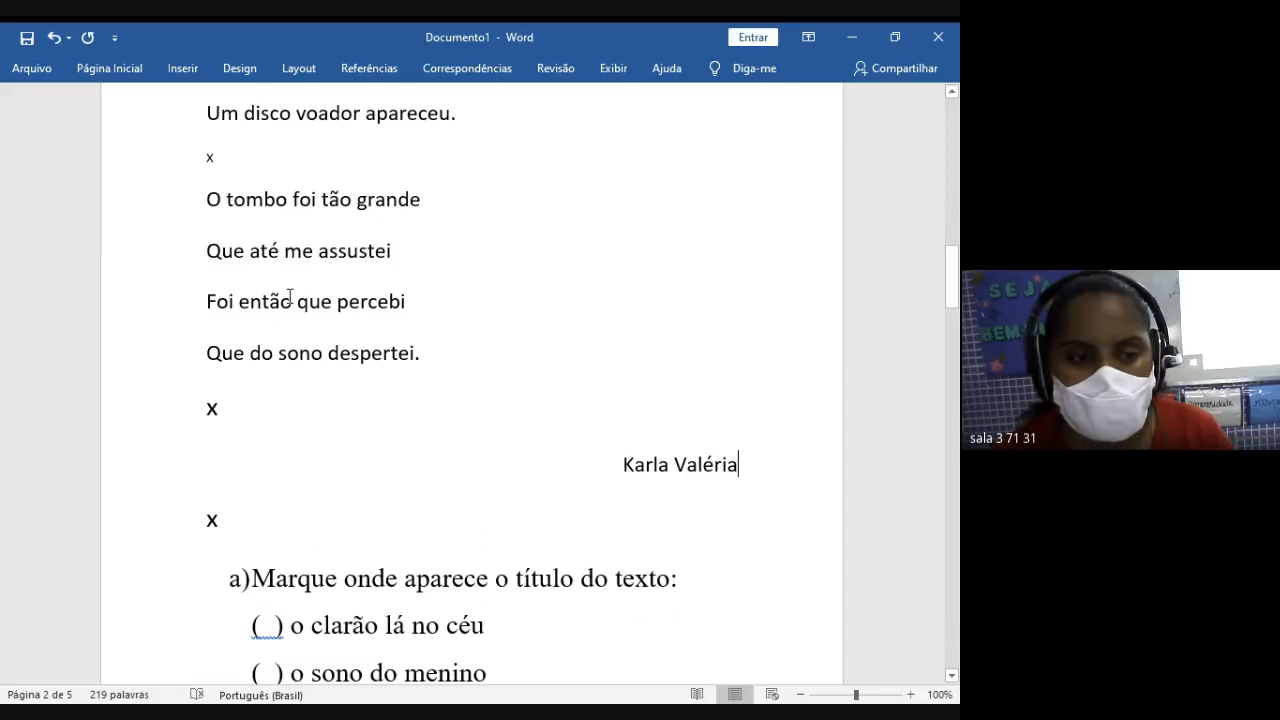 Documento1 - Word
Entrar
Arquivo Página Inicial Inserir Design Layout Referências Correspondências Revisão Exibir Ajuda Diga-me Compartilhar
Um disco voador apareceu.
x
O tombo foi tão grande
Que até me assustei
Foi então que percebi
Que do sono despertei.
x
Karla Valéria
x
a)Marque onde aparece o título do texto:
( ) o clarão lá no céu
( ) o sono do menino
Página 2 de 5 219 palavras Português (Brasil) 100%
SEJA
BEM-
sala 3 71 31